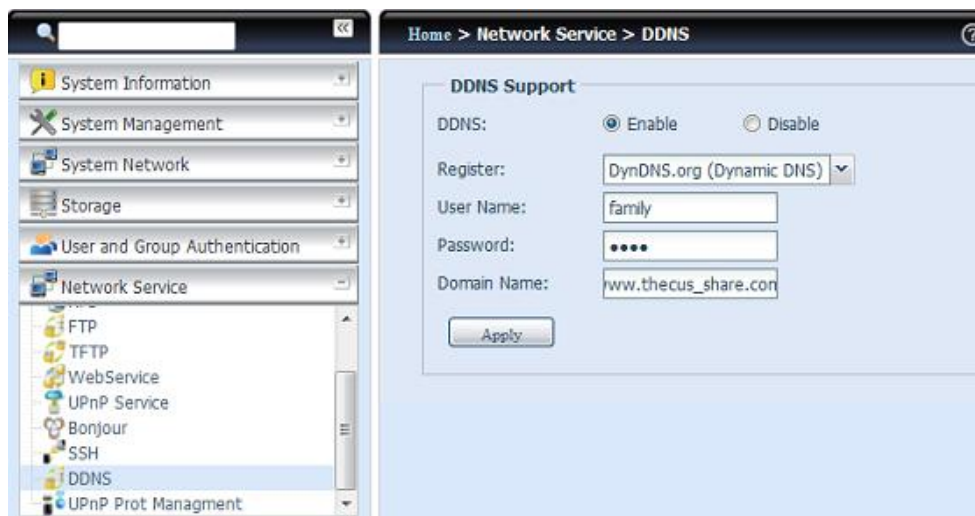 System Information
System Management
System Network
Storage
User and Group Authentication
Network Service
FTP
TFTP
WebService
UPnP Service
Bonjour
SSH
DDNS
UPnP Prot Managment
Home > Network Service > DDNS
DDNS Support
DDNS: Enable Disable
Register: DynDNS.org (Dynamic DNS)
User Name: family
Password: ••••
Domain Name: www.thecus_share.com
Apply